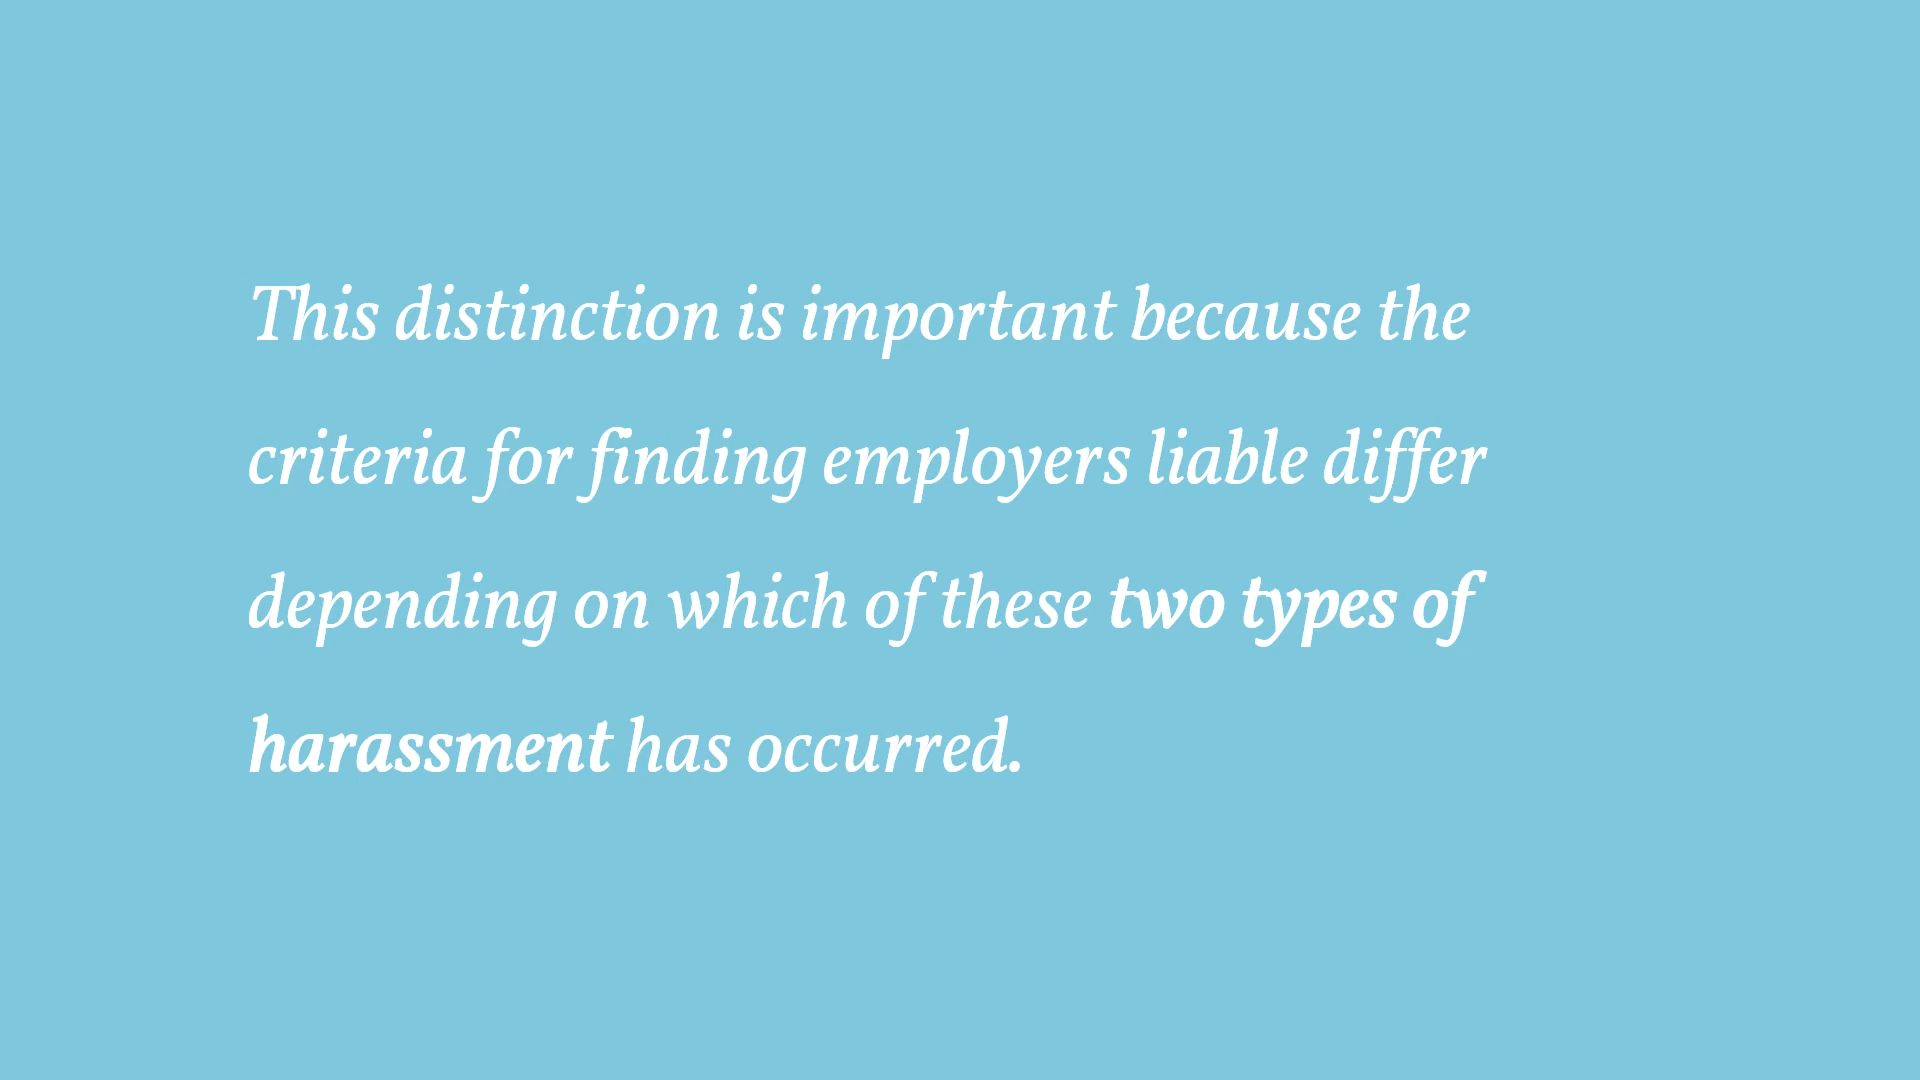 This distinction is important because the
criteria for finding employers liable differ
depending on which of these two types of
harassment has occurred.